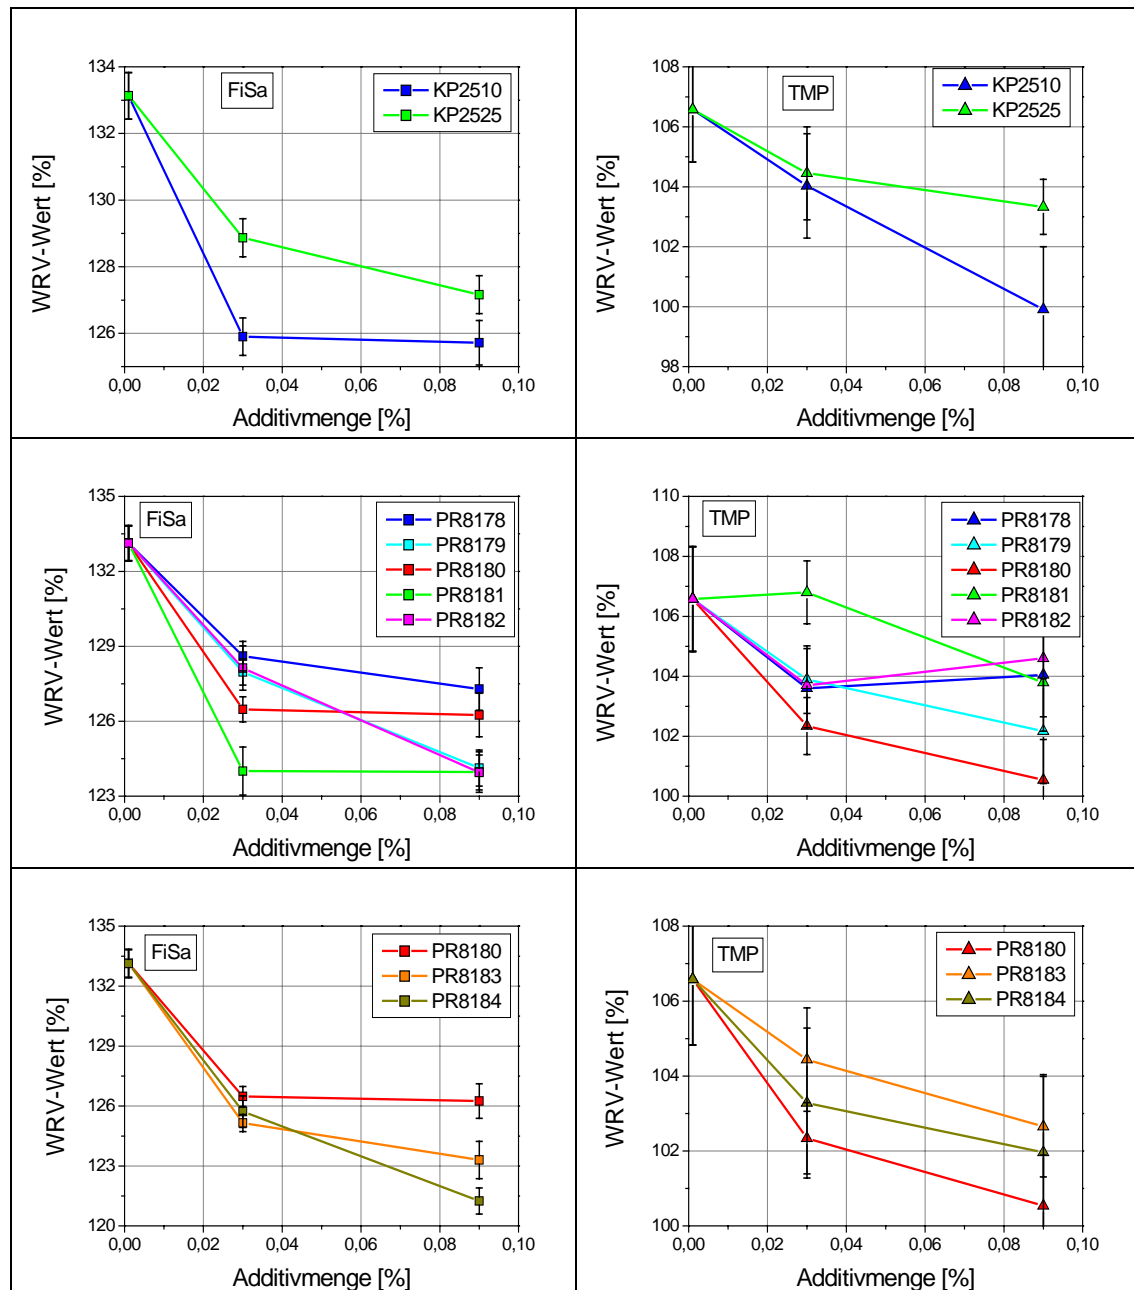 FiSa
KP2510
KP2525
134
132
130
128
126
0,00 0,02 0,04 0,06 0,08 0,10
WRV-Wert [%]
Additivmenge [%]
TMP
KP2510
KP2525
108
106
104
102
100
98
0,00 0,02 0,04 0,06 0,08 0,10
WRV-Wert [%]
Additivmenge [%]
FiSa
PR8178
PR8179
PR8180
PR8181
PR8182
135
132
129
126
123
0,00 0,02 0,04 0,06 0,08 0,10
WRV-Wert [%]
Additivmenge [%]
TMP
PR8178
PR8179
PR8180
PR8181
PR8182
110
108
106
104
102
100
0,00 0,02 0,04 0,06 0,08 0,10
WRV-Wert [%]
Additivmenge [%]
FiSa
PR8180
PR8183
PR8184
135
132
129
126
123
120
0,00 0,02 0,04 0,06 0,08 0,10
WRV-Wert [%]
Additivmenge [%]
TMP
PR8180
PR8183
PR8184
108
106
104
102
100
0,00 0,02 0,04 0,06 0,08 0,10
WRV-Wert [%]
Additivmenge [%]